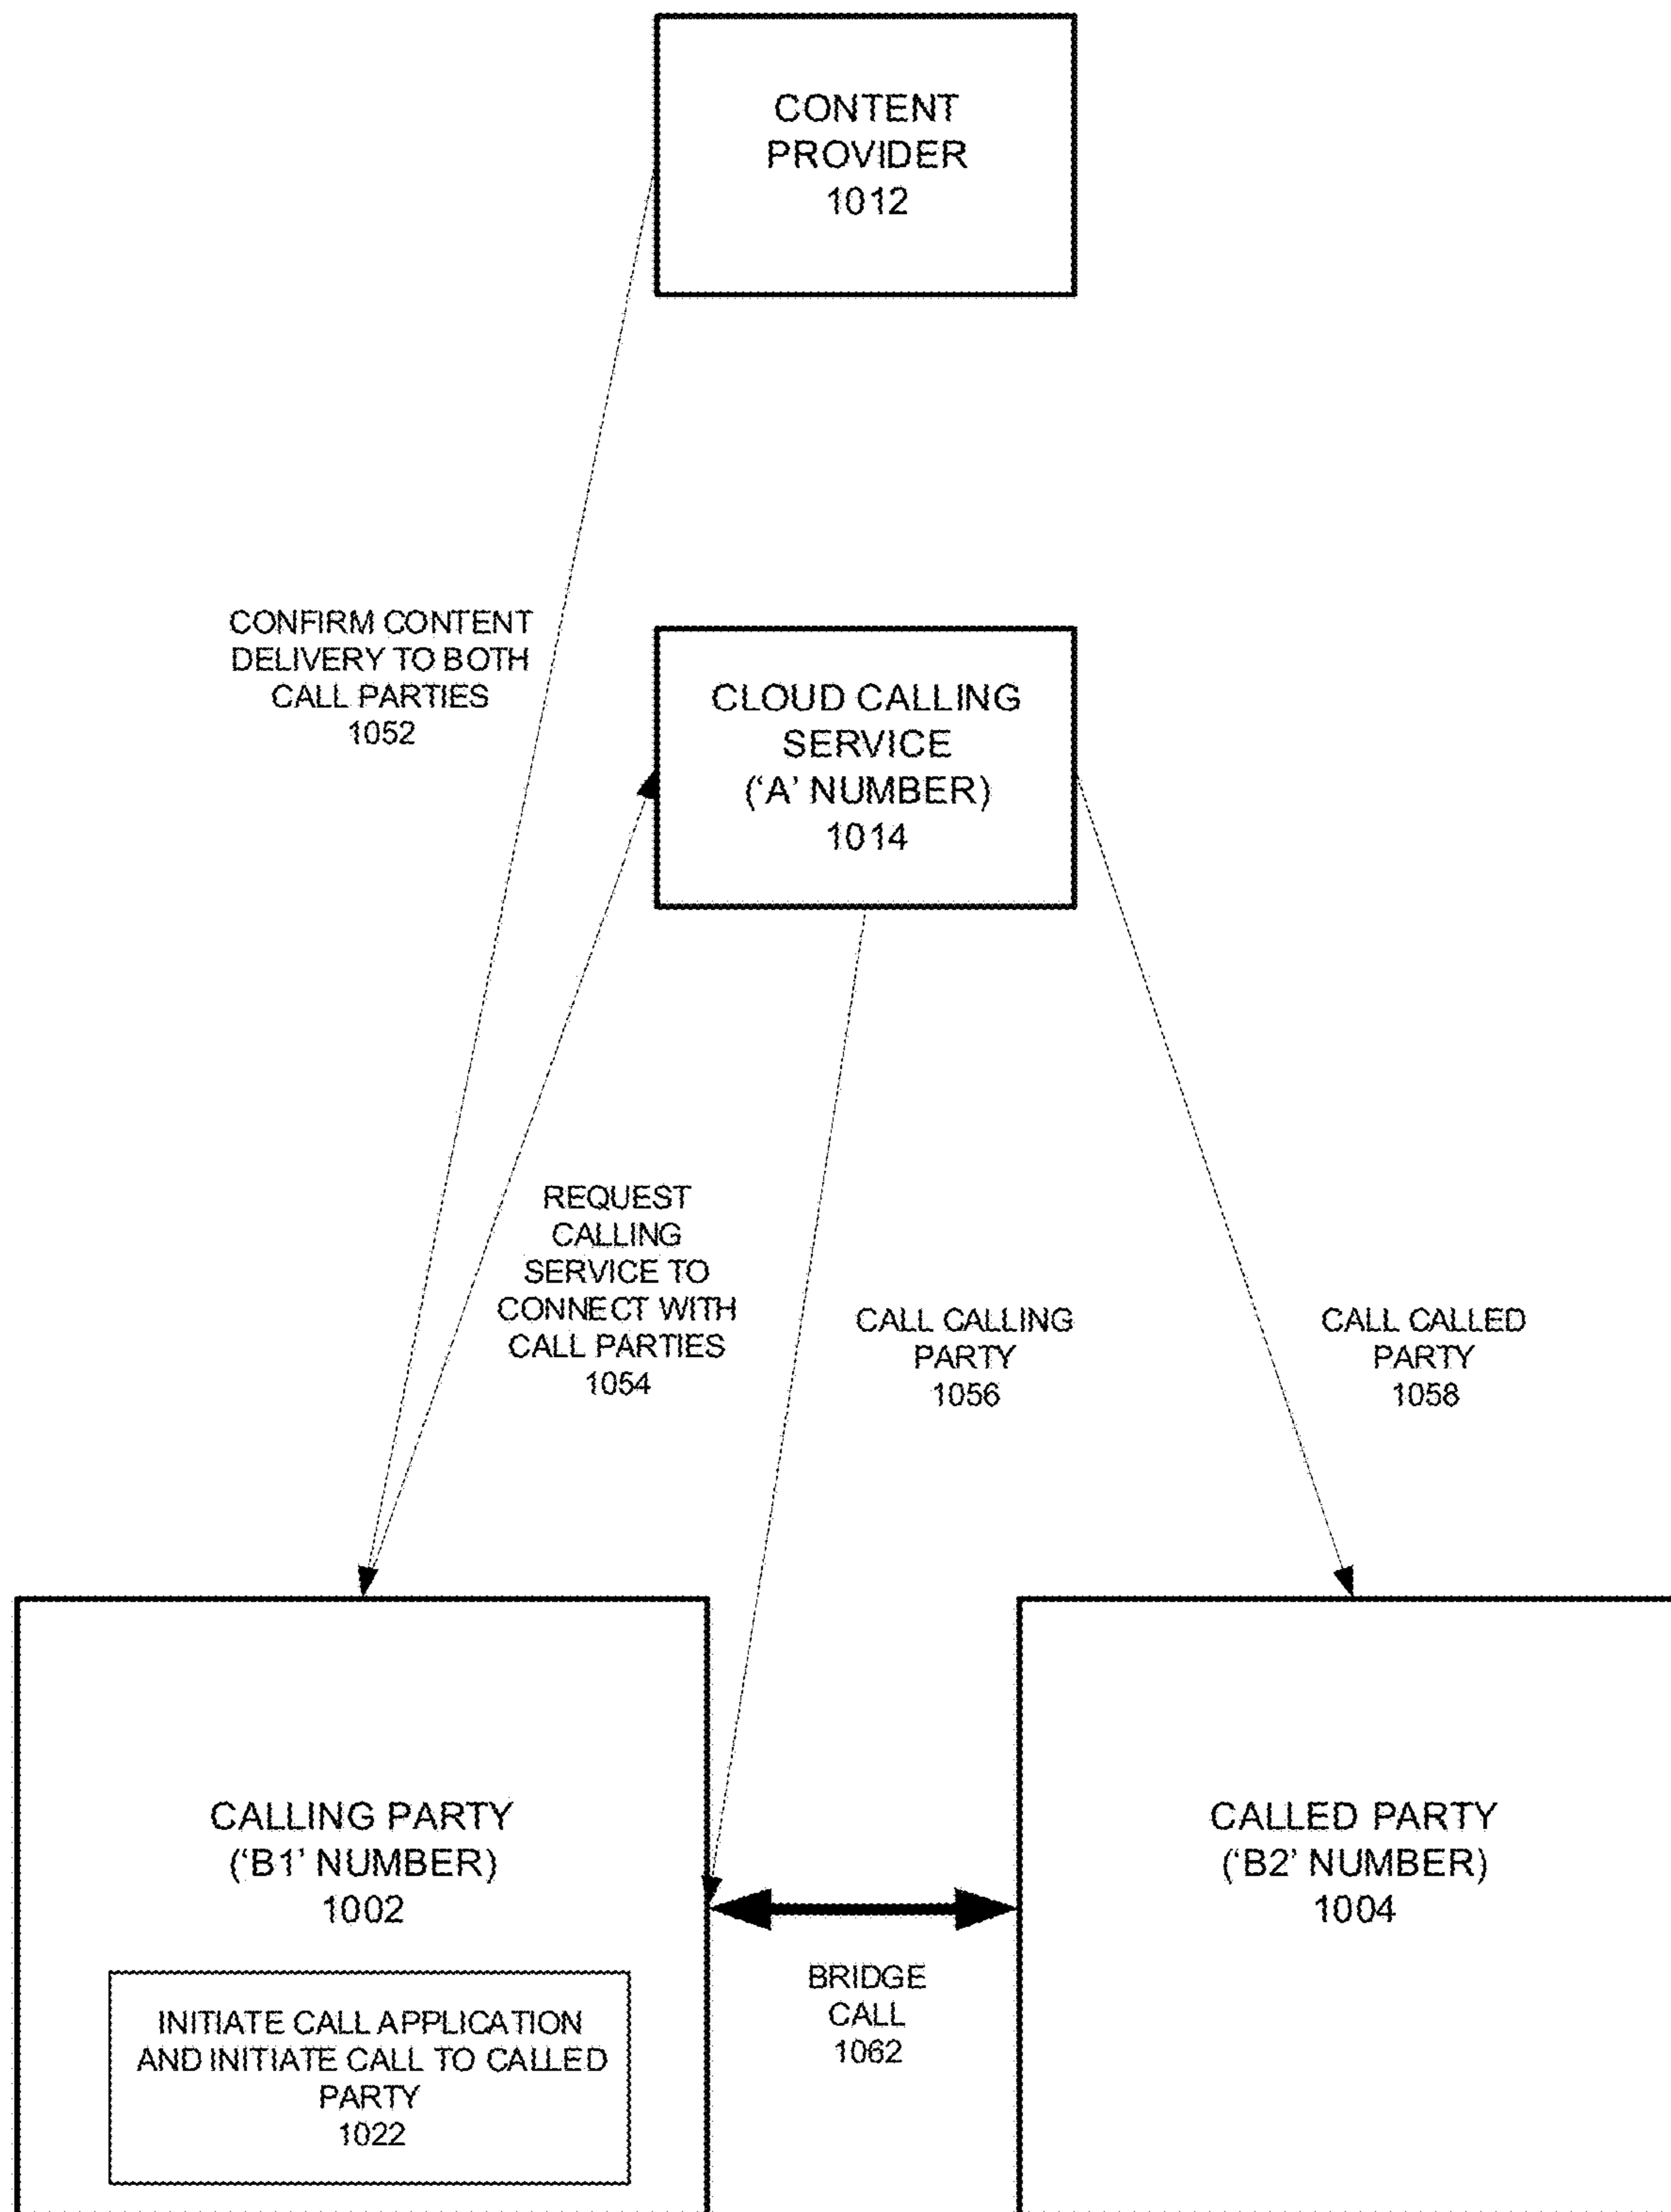 CONTENT
PROVIDER
1012
CONFIRM CONTENT
DELIVERY TO BOTH
CALL PARTIES
1052
CLOUD CALLING
SERVICE
(‘A’ NUMBER)
1014
REQUEST
CALLING
SERVICE TO
CONNECT WITH
CALL PARTIES
1054
CALL CALLING
PARTY
1056
CALL CALLED
PARTY
1058
CALLING PARTY
(‘B1’ NUMBER)
1002
INITIATE CALL APPLICATION
AND INITIATE CALL TO CALLED
PARTY
1022
BRIDGE
CALL
1062
CALLED PARTY
(‘B2’ NUMBER)
1004